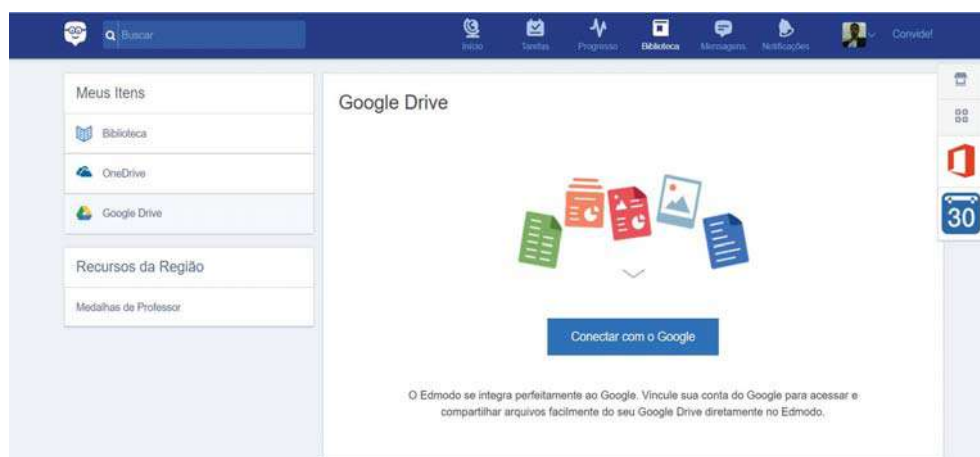 Buscar
Início
Tarefas
Progresso
Biblioteca
Mensagens
Notificações
Convide!
Meus Itens
Biblioteca
OneDrive
Google Drive
Recursos da Região
Medalhas de Professor
Google Drive
Conectar com o Google
O Edmodo se integra perfeitamente ao Google. Vincule sua conta do Google para acessar e
compartilhar arquivos facilmente do seu Google Drive diretamente no Edmodo.
30